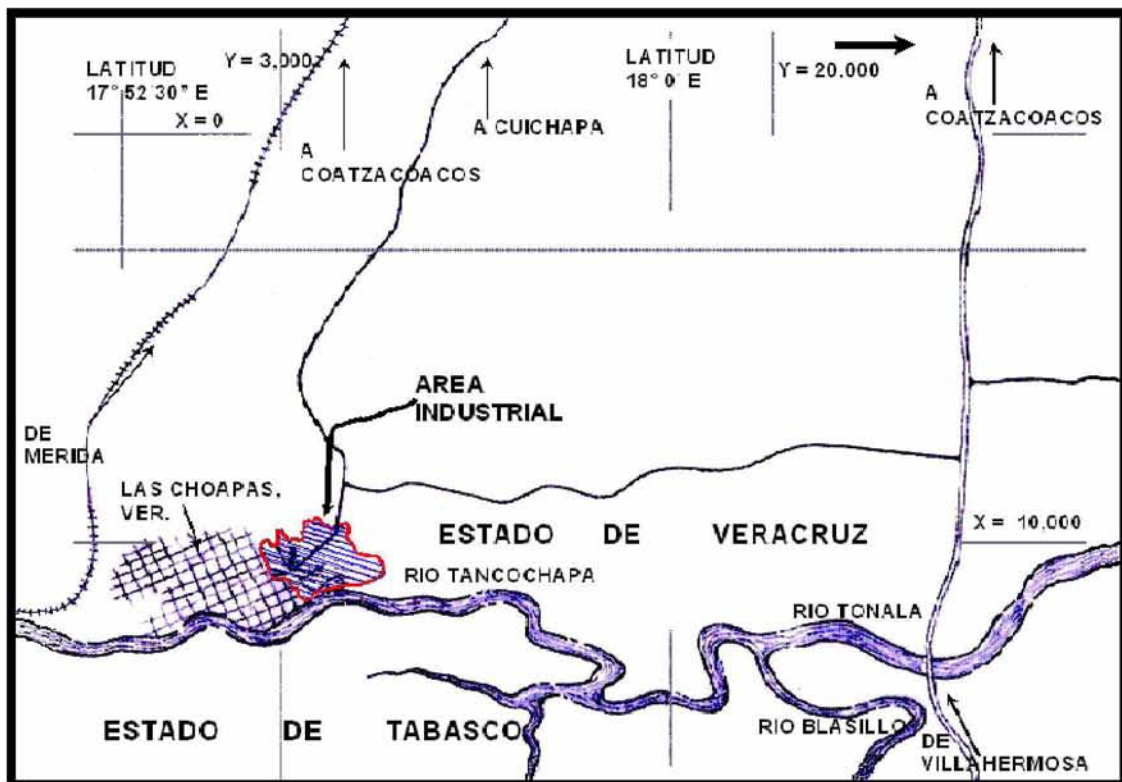 LATITUD
17° 52´30" E
Y = 3,000
X = 0
A
COATZACOACOS
A CUICHAPA
LATITUD
18° 0´ E
Y = 20.000
A
COATZACOACOS
AREA
INDUSTRIAL
DE
MERIDA
LAS CHOAPAS,
VER.
ESTADO DE VERACRUZ
X = 10.000
RIO TANCOCHAPA
RIO TONALA
ESTADO DE TABASCO
RIO BLASILLO
DE
VILLAHERMOSA